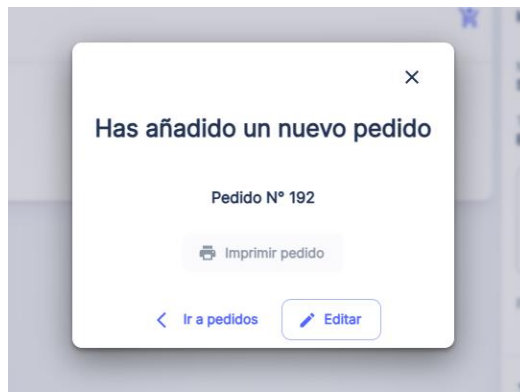 Has añadido un nuevo pedido
Pedido Nº 192
Imprimir pedido
Ir a pedidos
Editar